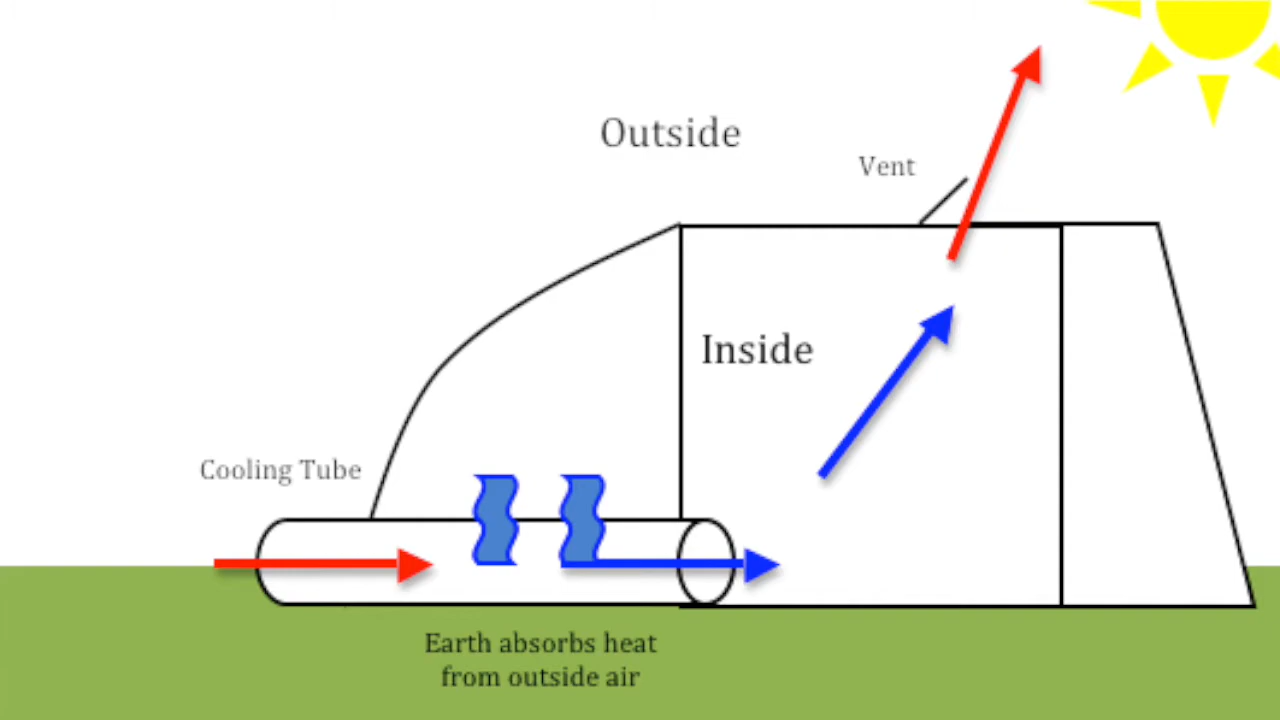 Outside
Vent
Inside
Cooling Tube
Earth absorbs heat
from outside air